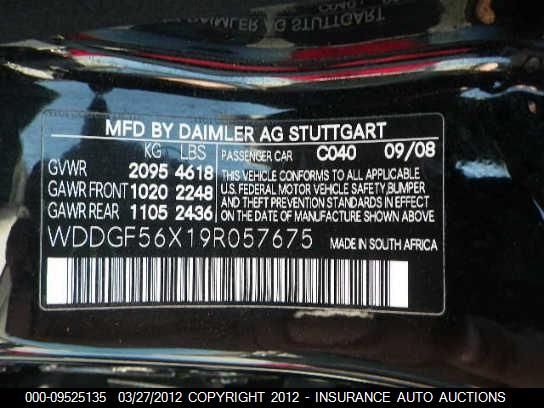 MFD BY DAIMLER AG STUTTGART
KG LBS PASSENGER CAR C040 09/08
GVWR 2095 4618
GAWR FRONT 1020 2248
GAWR REAR 1105 2436
THIS VEHICLE CONFORMS TO ALL APPLICABLE
U.S. FEDERAL MOTOR VEHICLE SAFETY, BUMPER
AND THEFT PREVENTION STANDARDS IN EFFECT
ON THE DATE OF MANUFACTURE SHOWN ABOVE
WDDGF56X19R057675 MADE IN SOUTH AFRICA
000-09525135 03/27/2012 COPYRIGHT 2012 - INSURANCE AUTO AUCTIONS